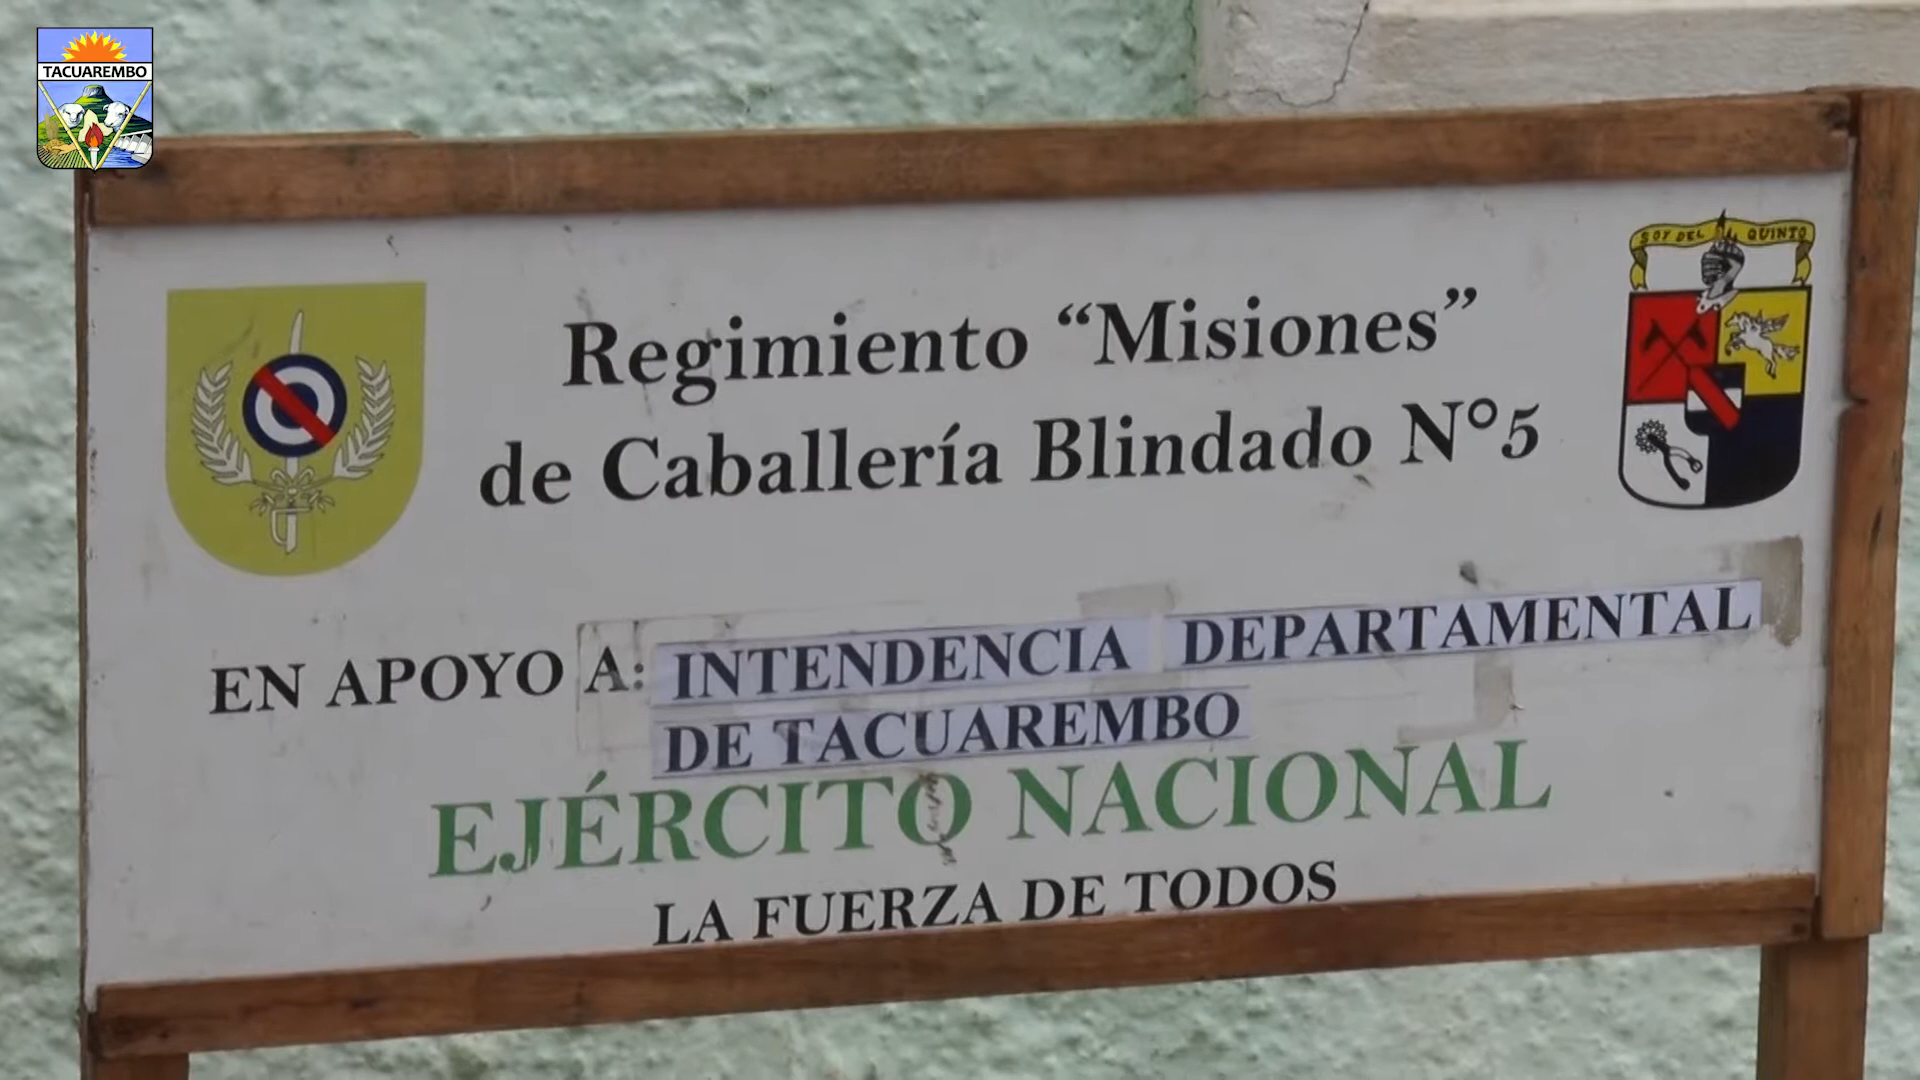 TACUAREMBO
SOY DEL QUINTO
Regimiento “Misiones”
de Caballería Blindado N°5
EN APOYO A: INTENDENCIA DEPARTAMENTAL
DE TACUAREMBO
EJÉRCITO NACIONAL
LA FUERZA DE TODOS